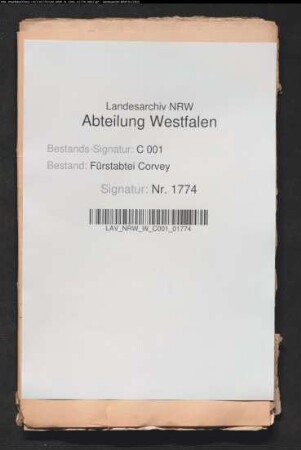 Landesarchiv NRW
Abteilung Westfalen
Bestands-Signatur: C 001
Bestand: Fürstabtei Corvey
Signatur: Nr. 1774
LAV_NRW_W_C001_01774